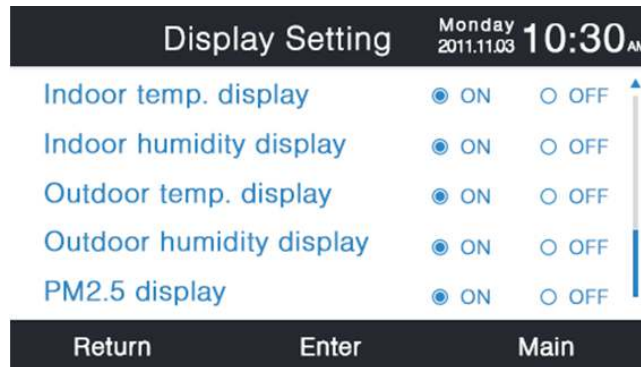 Display Setting Monday 2011.11.03 10:30 AM
Indoor temp. display ON OFF
Indoor humidity display ON OFF
Outdoor temp. display ON OFF
Outdoor humidity display ON OFF
PM2.5 display ON OFF
Return Enter Main